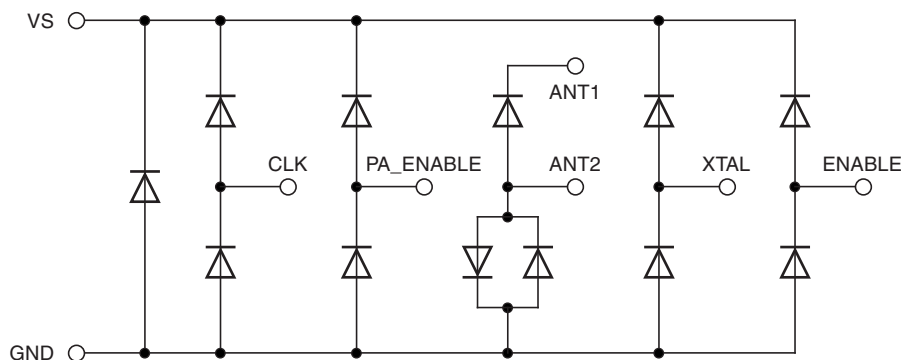 VS
ANT1
CLK
PA_ENABLE
ANT2
XTAL
ENABLE
GND